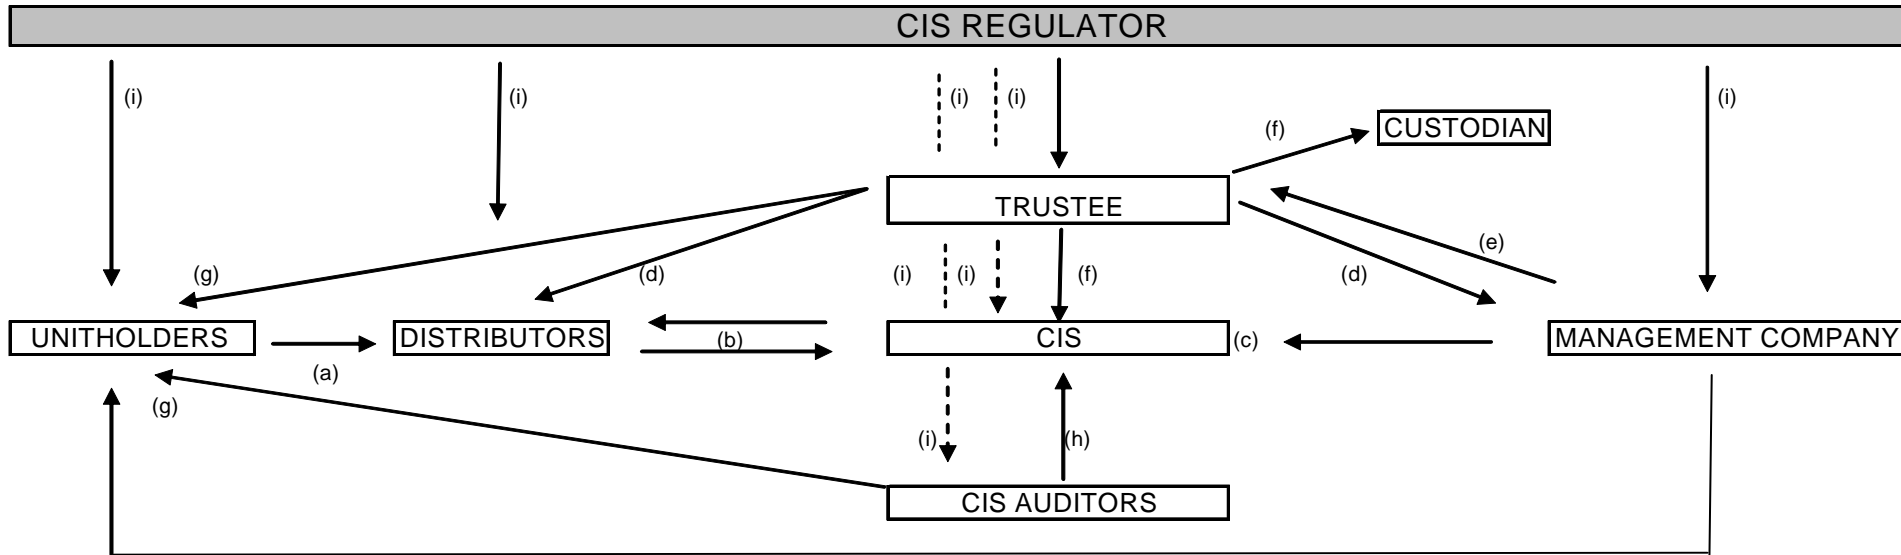 CIS REGULATOR
(i)
(i)
(i)
(i)
(i)
(f)
CUSTODIAN
TRUSTEE
(g)
(d)
(i)
(i)
(f)
(d)
(e)
UNITHOLDERS
DISTRIBUTORS
(b)
CIS
(c)
MANAGEMENT COMPANY
(a)
(g)
(i)
(h)
CIS AUDITORS